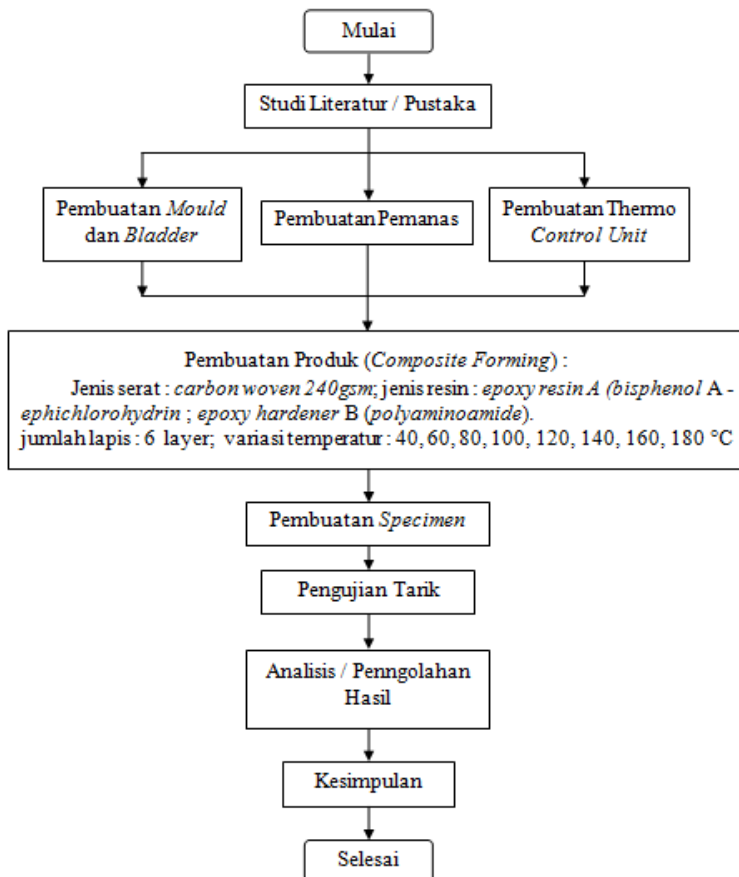 Mulai
Studi Literatur / Pustaka
Pembuatan Mould
dan Bladder
Pembuatan Pemanas
Pembuatan Thermo
Control Unit
Pembuatan Produk (Composite Forming) :
Jenis serat : carbon woven 240gsm; jenis resin : epoxy resin A (bisphenol A -
ephichlorohydrin ; epoxy hardener B (polyaminoamide).
jumlah lapis : 6 layer; variasi temperatur : 40, 60, 80, 100, 120, 140, 160, 180 °C
Pembuatan Specimen
Pengujian Tarik
Analisis / Penngolahan
Hasil
Kesimpulan
Selesai